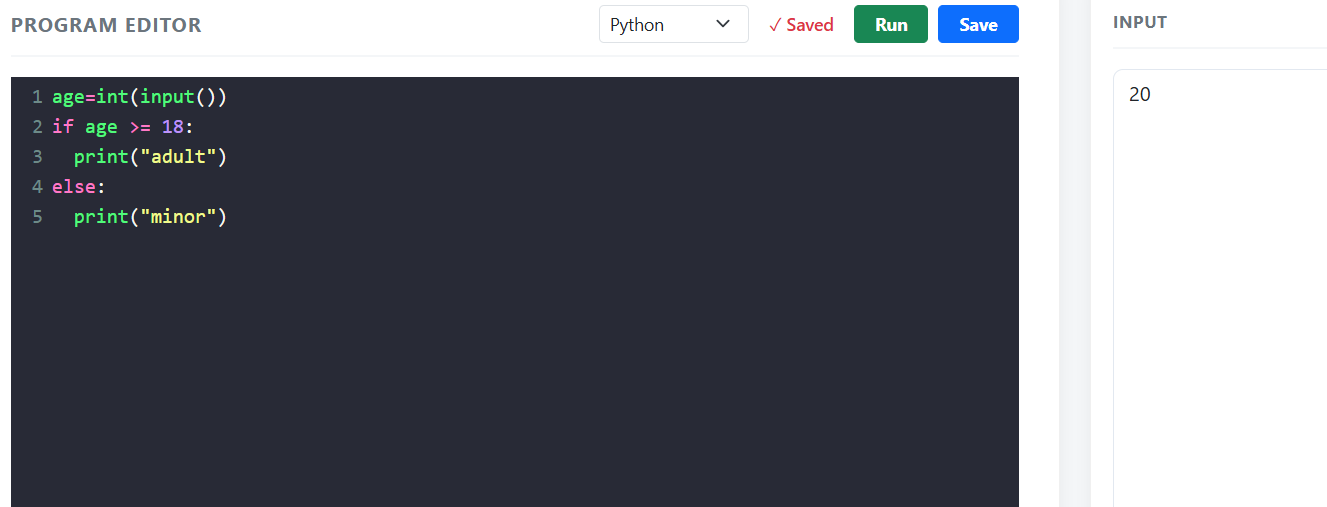 PROGRAM EDITOR
Python
✓ Saved
Run
Save
1 age=int(input())
2 if age >= 18:
3   print("adult")
4 else:
5   print("minor")
INPUT
20